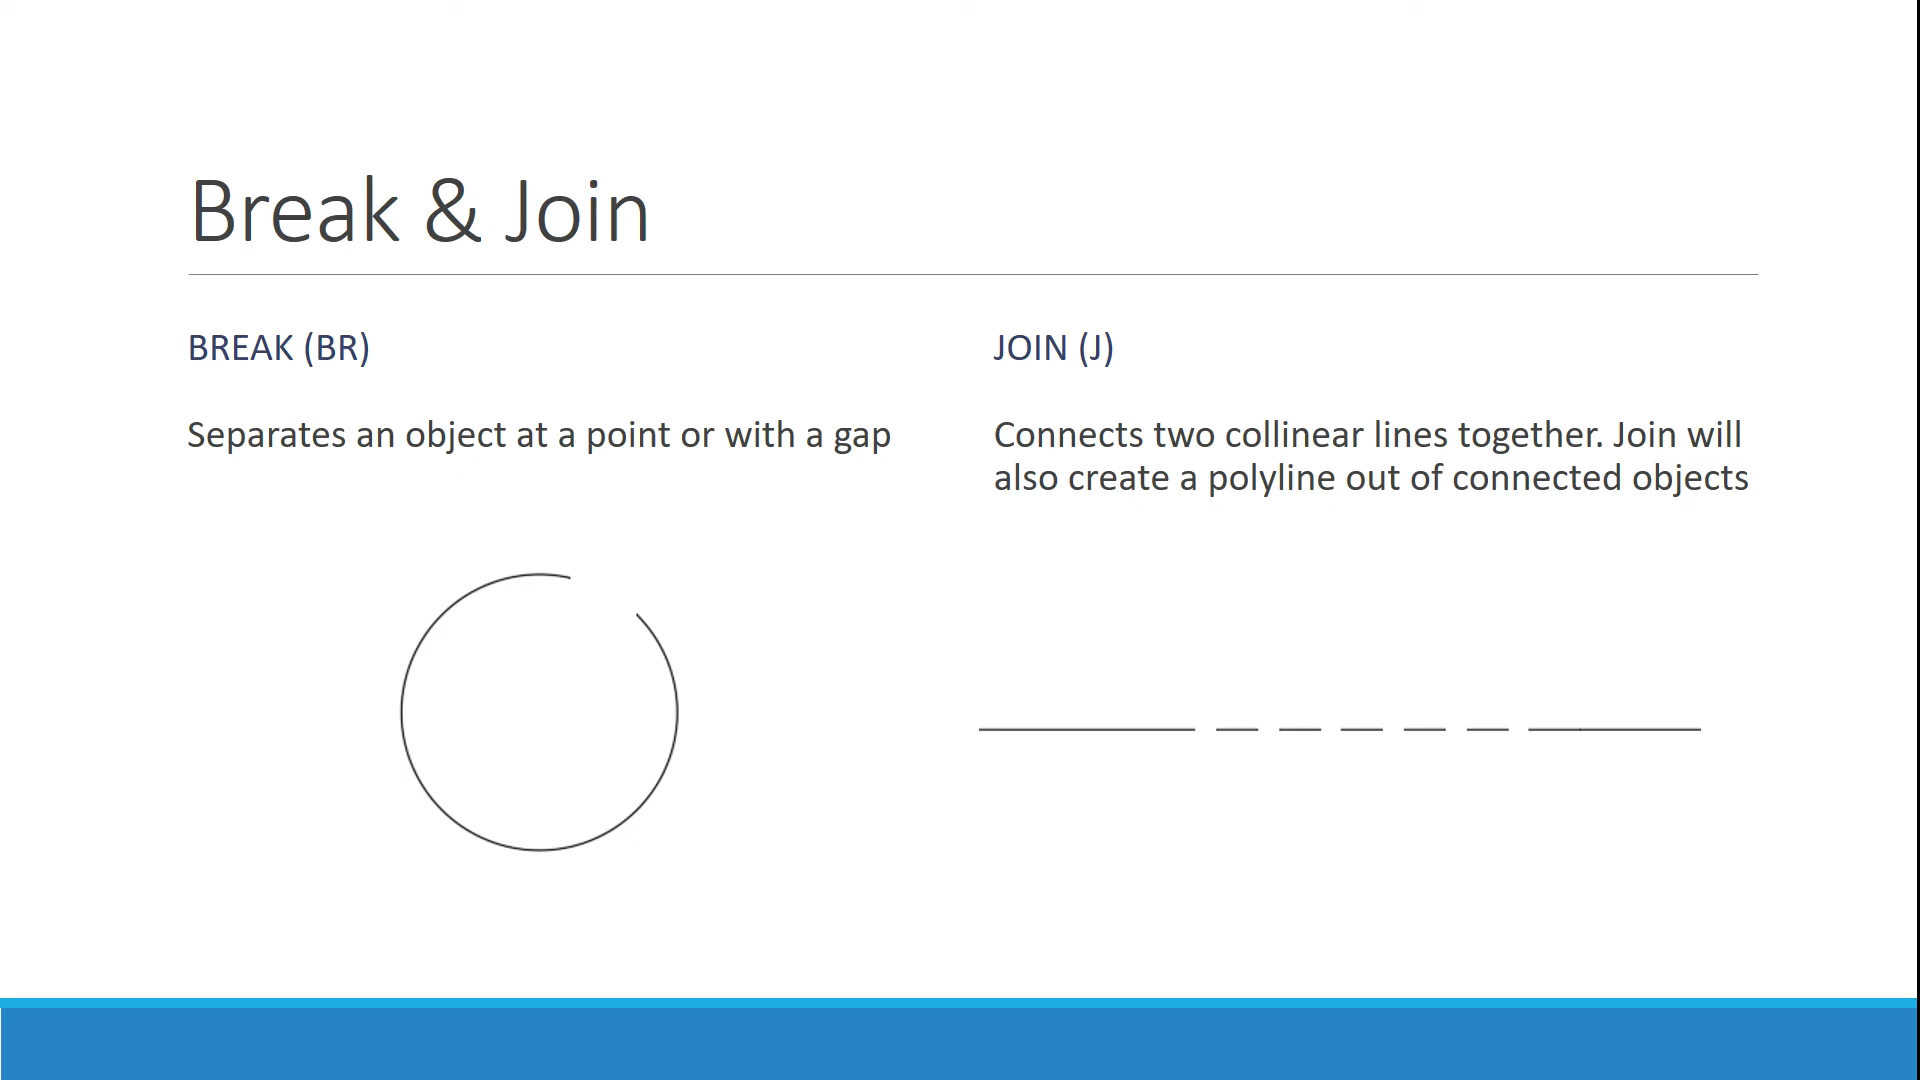 Break & Join
BREAK (BR)
Separates an object at a point or with a gap
JOIN (J)
Connects two collinear lines together. Join will
also create a polyline out of connected objects